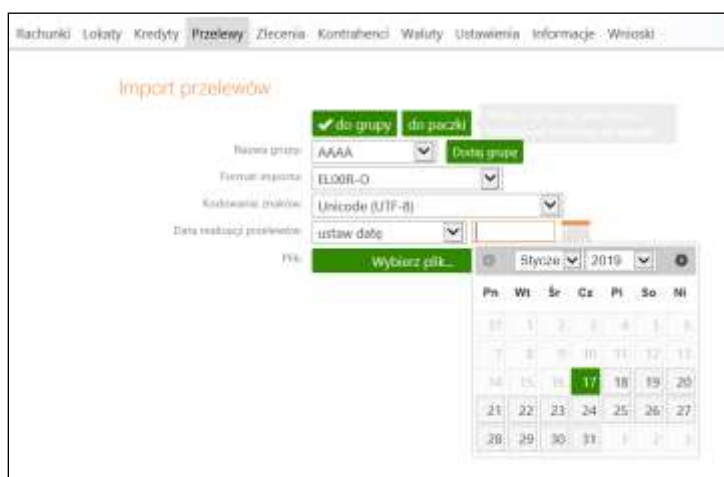 Rachunki Lokaty Kredyty Przelewy Zlecenia Kontrahenci Waluty Ustawienia Informacje Wnioski
Import przelewów
do grupy do paczki
Nazwa grupy AAAA Dodaj grupę
Format importu ELIXIR-O
Kodowanie znaków Unicode (UTF-8)
Data realizacji przelewów ustaw datę
Plik Wybierz plik...
Stycze 2019
Pn Wt Śr Cz Pi So Ni
31 1 2 3 4 5 6
7 8 9 10 11 12 13
14 15 16 17 18 19 20
21 22 23 24 25 26 27
28 29 30 31 1 2 3